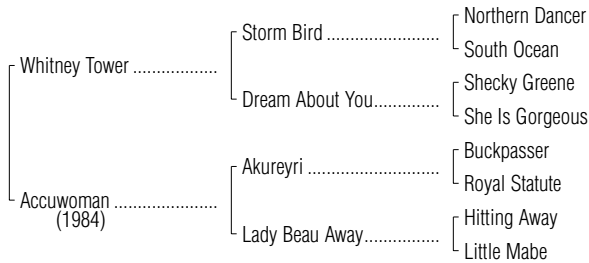 Northern Dancer
Storm Bird ....................
South Ocean
Whitney Tower ...............
Shecky Greene
Dream About You..............
She Is Gorgeous
Buckpasser
Akureyri .......................
Royal Statute
Accuwoman ..................
(1984)
Hitting Away
Lady Beau Away................
Little Mabe